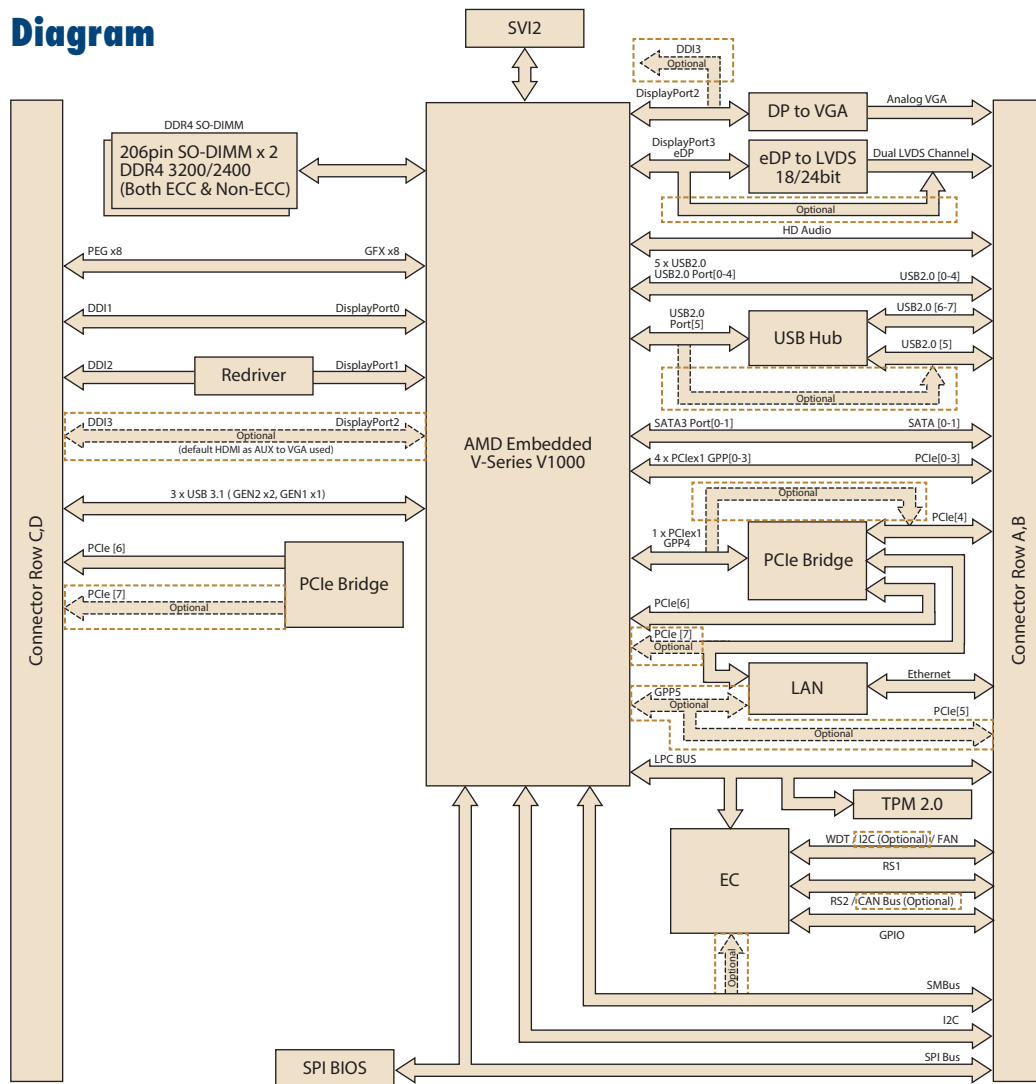 Diagram
SVI2
DDI3
Optional
DisplayPort2
DP to VGA
Analog VGA
DDR4 SO-DIMM
206pin SO-DIMM x 2
DDR4 3200/2400
(Both ECC & Non-ECC)
DisplayPort3
eDP
eDP to LVDS
18/24bit
Dual LVDS Channel
Optional
HD Audio
PEG x8
GFX x8
5 x USB2.0
USB2.0 Port[0-4]
USB2.0 [0-4]
DDI1
DisplayPort0
USB2.0
Port[5]
USB Hub
USB2.0 [6-7]
USB2.0 [5]
Optional
DDI2
Redriver
DisplayPort1
DDI3
Optional
DisplayPort2
(default HDMI as AUX to VGA used)
AMD Embedded
V-Series V1000
SATA3 Port[0-1]
SATA [0-1]
4 x PCIex1 GPP[0-3]
PCIe[0-3]
3 x USB 3.1 ( GEN2 x2, GEN1 x1)
Optional
PCIe[4]
1 x PCIex1
GPP4
PCIe Bridge
PCIe [6]
PCIe Bridge
PCIe [7]
Optional
PCIe[6]
PCIe [7]
Optional
Connector Row C,D
Connector Row A,B
LAN
Ethernet
GPP5
Optional
PCIe[5]
Optional
LPC BUS
TPM 2.0
EC
WDT / I2C (Optional) / FAN
RS1
RS2 / CAN Bus (Optional)
GPIO
Optional
SMBus
I2C
SPI BIOS
SPI Bus